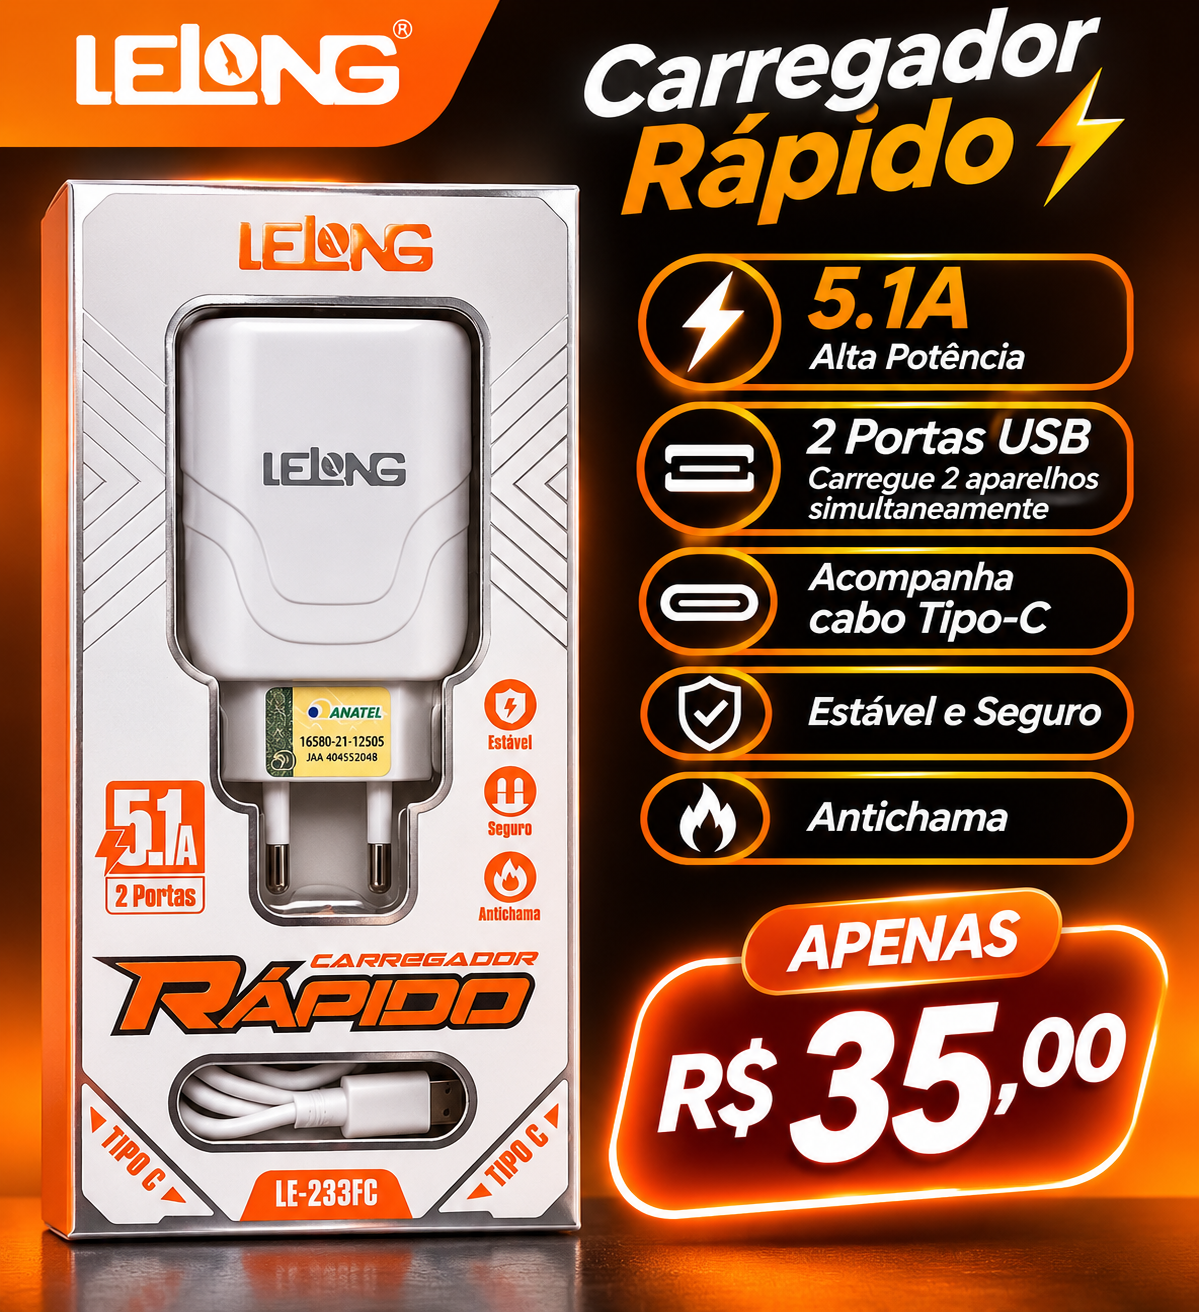 LELONG®
Carregador
Rápido
LELONG
LELONG
ANATEL
16580-21-12505
JAA 404552048
Estável
Seguro
Antichama
5.1A
2 Portas
CARREGADOR
RÁPIDO
TIPO C
TIPO C
LE-233FC
5.1A
Alta Potência
2 Portas USB
Carregue 2 aparelhos
simultaneamente
Acompanha
cabo Tipo-C
Estável e Seguro
Antichama
APENAS
R$ 35,00